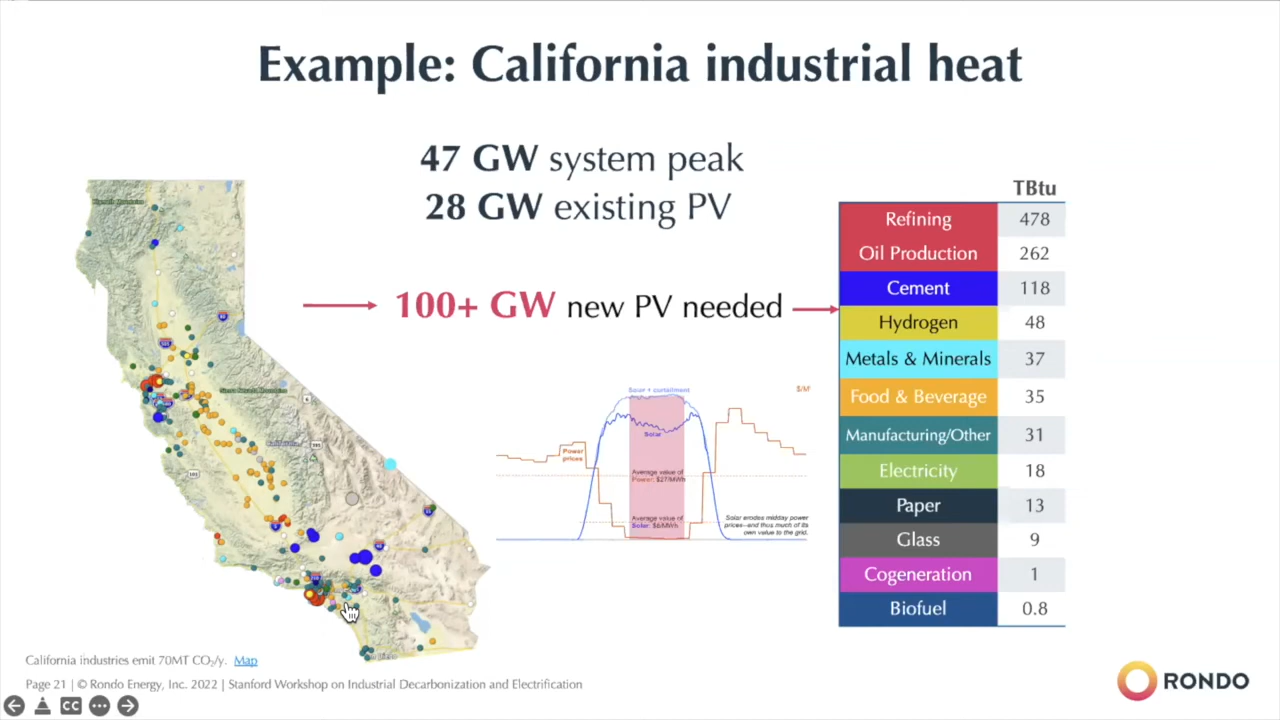 Example: California industrial heat
47 GW system peak
28 GW existing PV
100+ GW new PV needed
TBtu
Refining 478
Oil Production 262
Cement 118
Hydrogen 48
Metals & Minerals 37
Food & Beverage 35
Manufacturing/Other 31
Electricity 18
Paper 13
Glass 9
Cogeneration 1
Biofuel 0.8
Solar + curtailment
$/M
Solar
Power
prices
Average value of
Power: $27/MWh
Average value of
Solar: $6/MWh
Solar erodes midday power
prices—and thus much of its
own value to the grid.
California industries emit 70MT CO₂/y. Map
Page 21 | © Rondo Energy, Inc. 2022 | Stanford Workshop on Industrial Decarbonization and Electrification
CC
RONDO